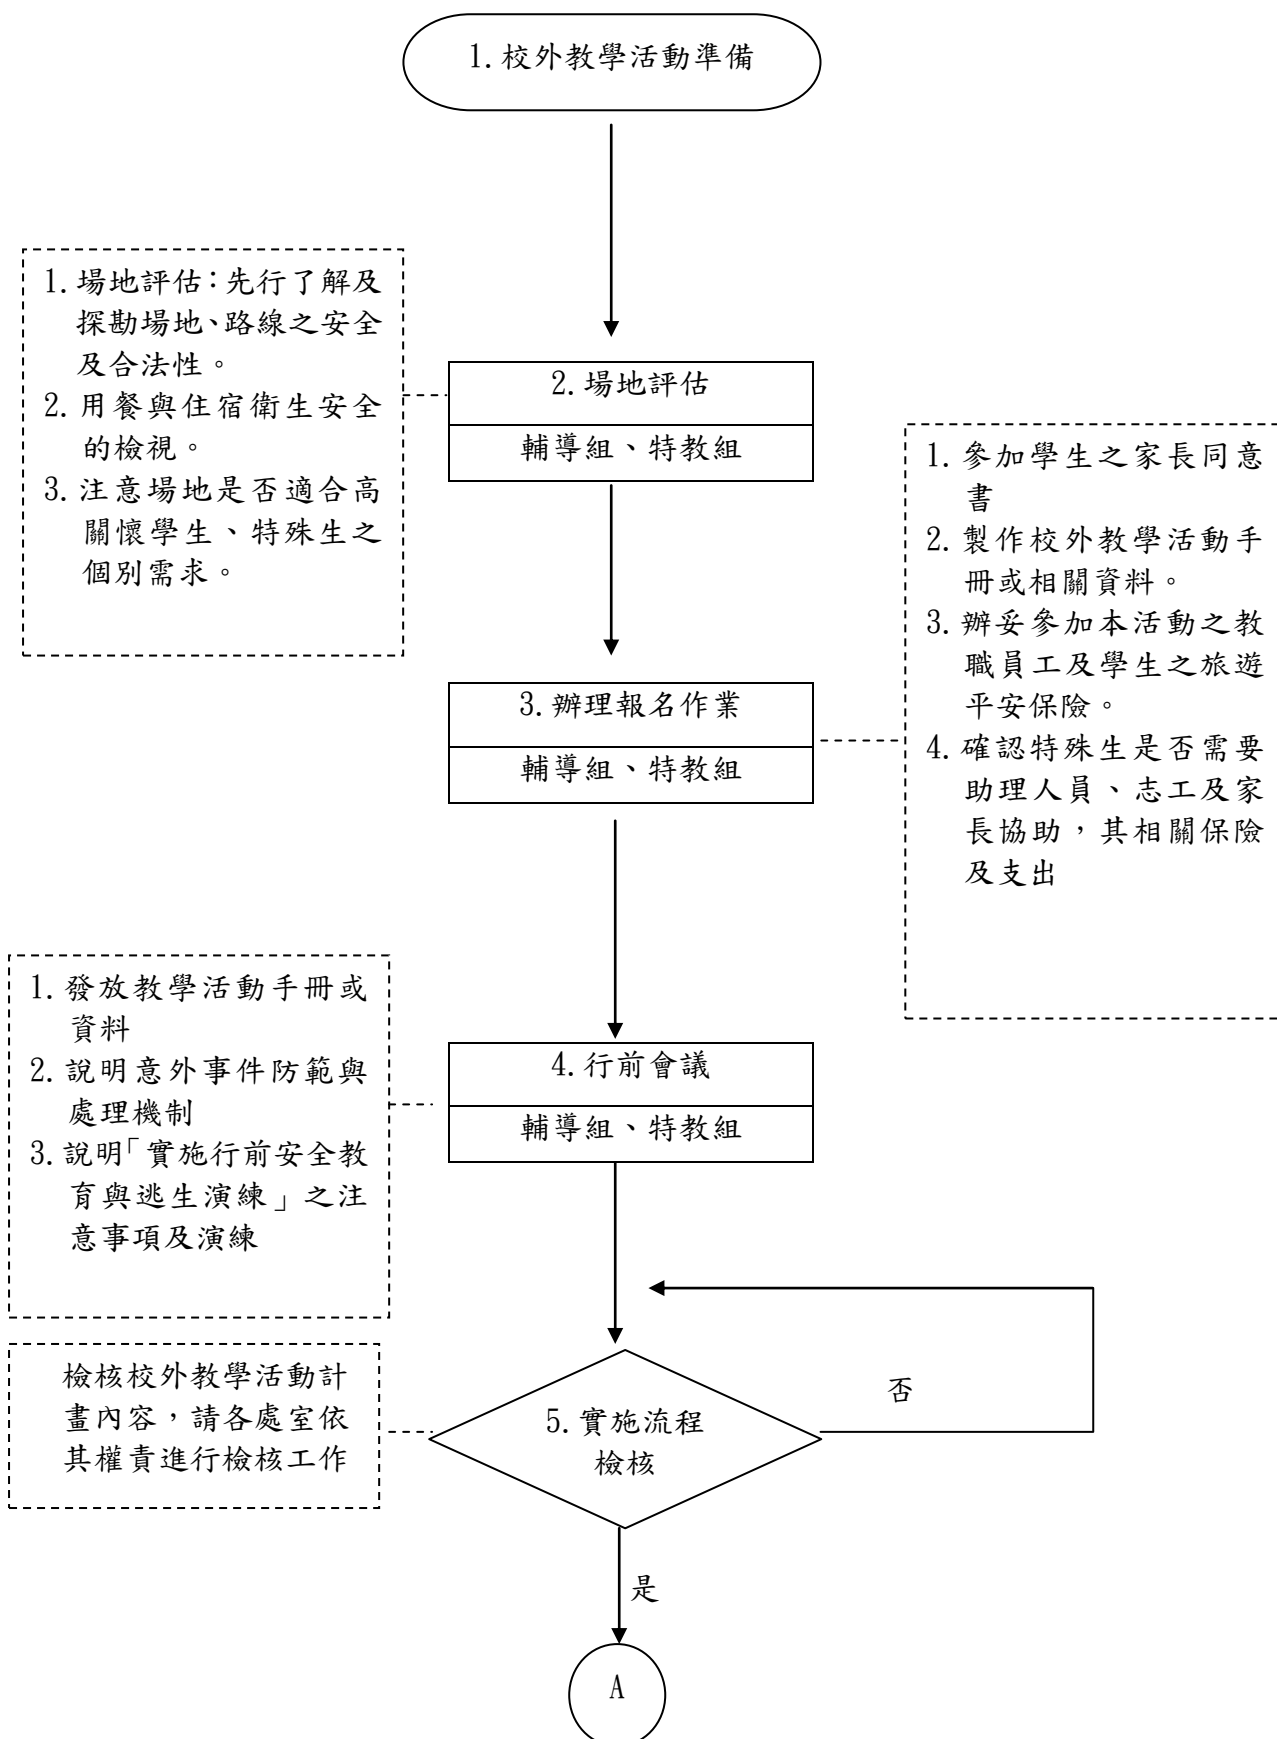 1.校外教學活動準備
1.場地評估：先行了解及
探勘場地、路線之安全
及合法性。
2.用餐與住宿衛生安全
的檢視。
3.注意場地是否適合高
關懷學生、特殊生之
個別需求。
2.場地評估
輔導組、特教組
1.參加學生之家長同意
書
2.製作校外教學活動手
冊或相關資料。
3.辦妥參加本活動之教
職員工及學生之旅遊
平安保險。
4.確認特殊生是否需要
助理人員、志工及家
長協助，其相關保險
及支出
3.辦理報名作業
輔導組、特教組
1.發放教學活動手冊或
資料
2.說明意外事件防範與
處理機制
3.說明「實施行前安全教
育與逃生演練」之注
意事項及演練
4.行前會議
輔導組、特教組
檢核校外教學活動計
畫內容，請各處室依
其權責進行檢核工作
5.實施流程
檢核
否
是
A